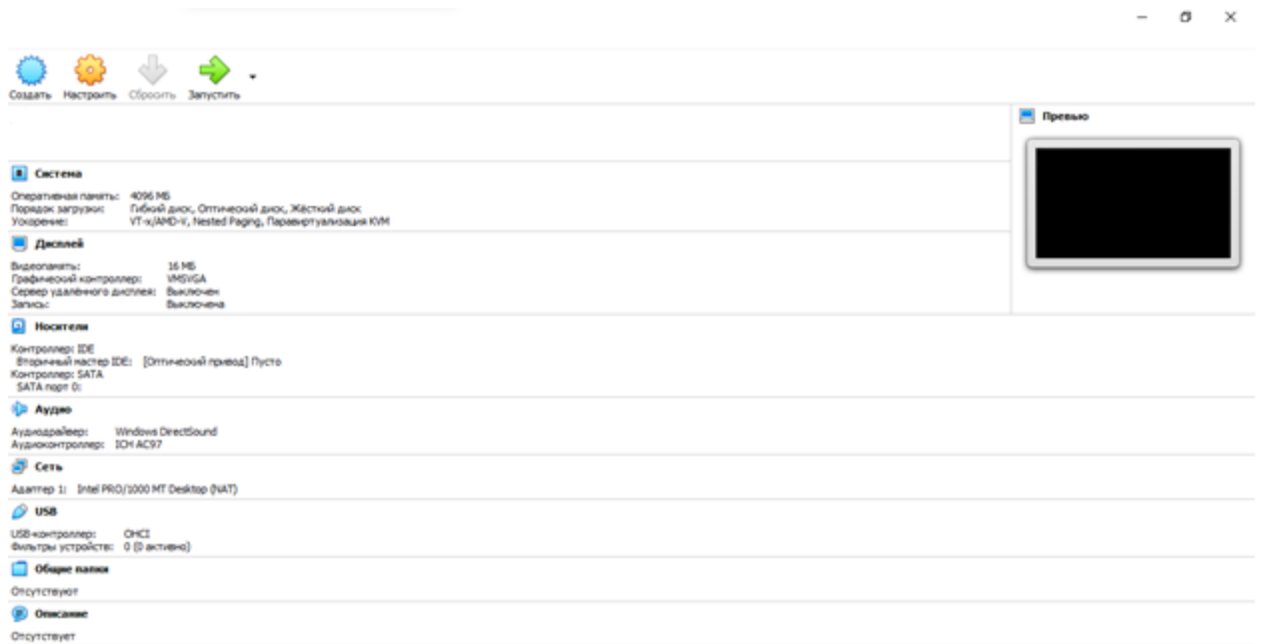 Создать Настроить Сбросить Запустить
Превью
Система
Оперативная память: 4096 МБ
Порядок загрузки: Гибкий диск, Оптический диск, Жёсткий диск
Ускорение: VT-x/AMD-V, Nested Paging, Паравиртуализация KVM
Дисплей
Видеопамять: 16 МБ
Графический контроллер: VMSVGA
Сервер удалённого дисплея: Выключен
Запись: Выключена
Носители
Контроллер: IDE
Вторичный мастер IDE: [Оптический привод] Пусто
Контроллер: SATA
SATA порт 0:
Аудио
Аудиодрайвер: Windows DirectSound
Аудиоконтроллер: ICH AC97
Сеть
Адаптер 1: Intel PRO/1000 MT Desktop (NAT)
USB
USB-контроллер: OHCI
Фильтры устройств: 0 (0 активно)
Общие папки
Отсутствуют
Описание
Отсутствует